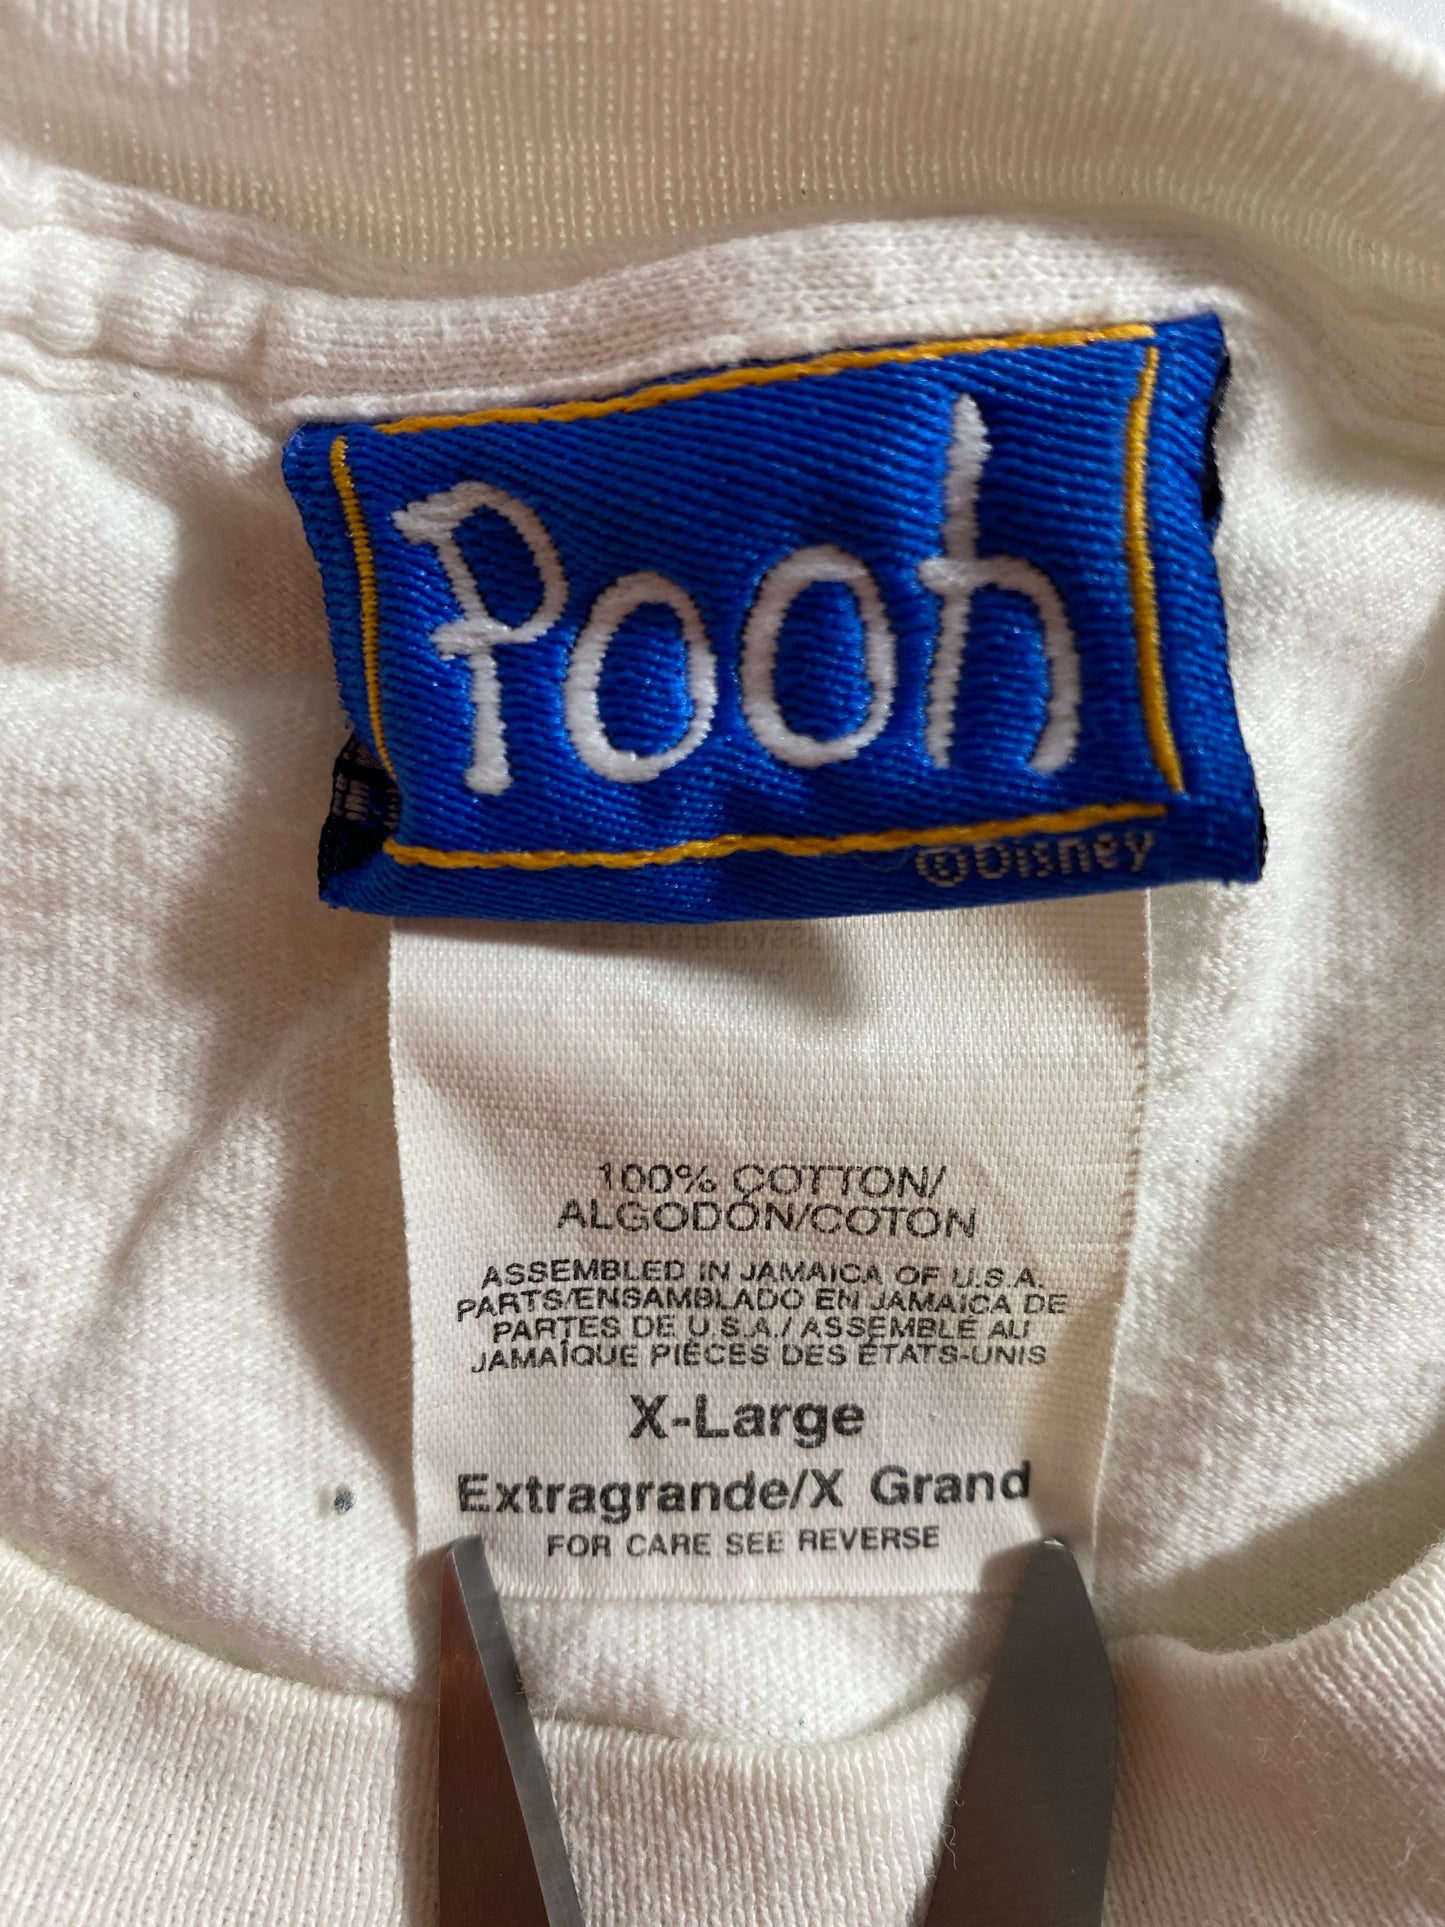 Pooh
©Disney
100% COTTON/
ALGODÓN/COTON
ASSEMBLED IN JAMAICA OF U.S.A.
PARTS/ENSAMBLADO EN JAMAICA DE
PARTES DE U.S.A./ASSEMBLÉ AU
JAMAÏQUE PIÈCES DES ÉTATS-UNIS
X-Large
Extragrande/X Grand
FOR CARE SEE REVERSE